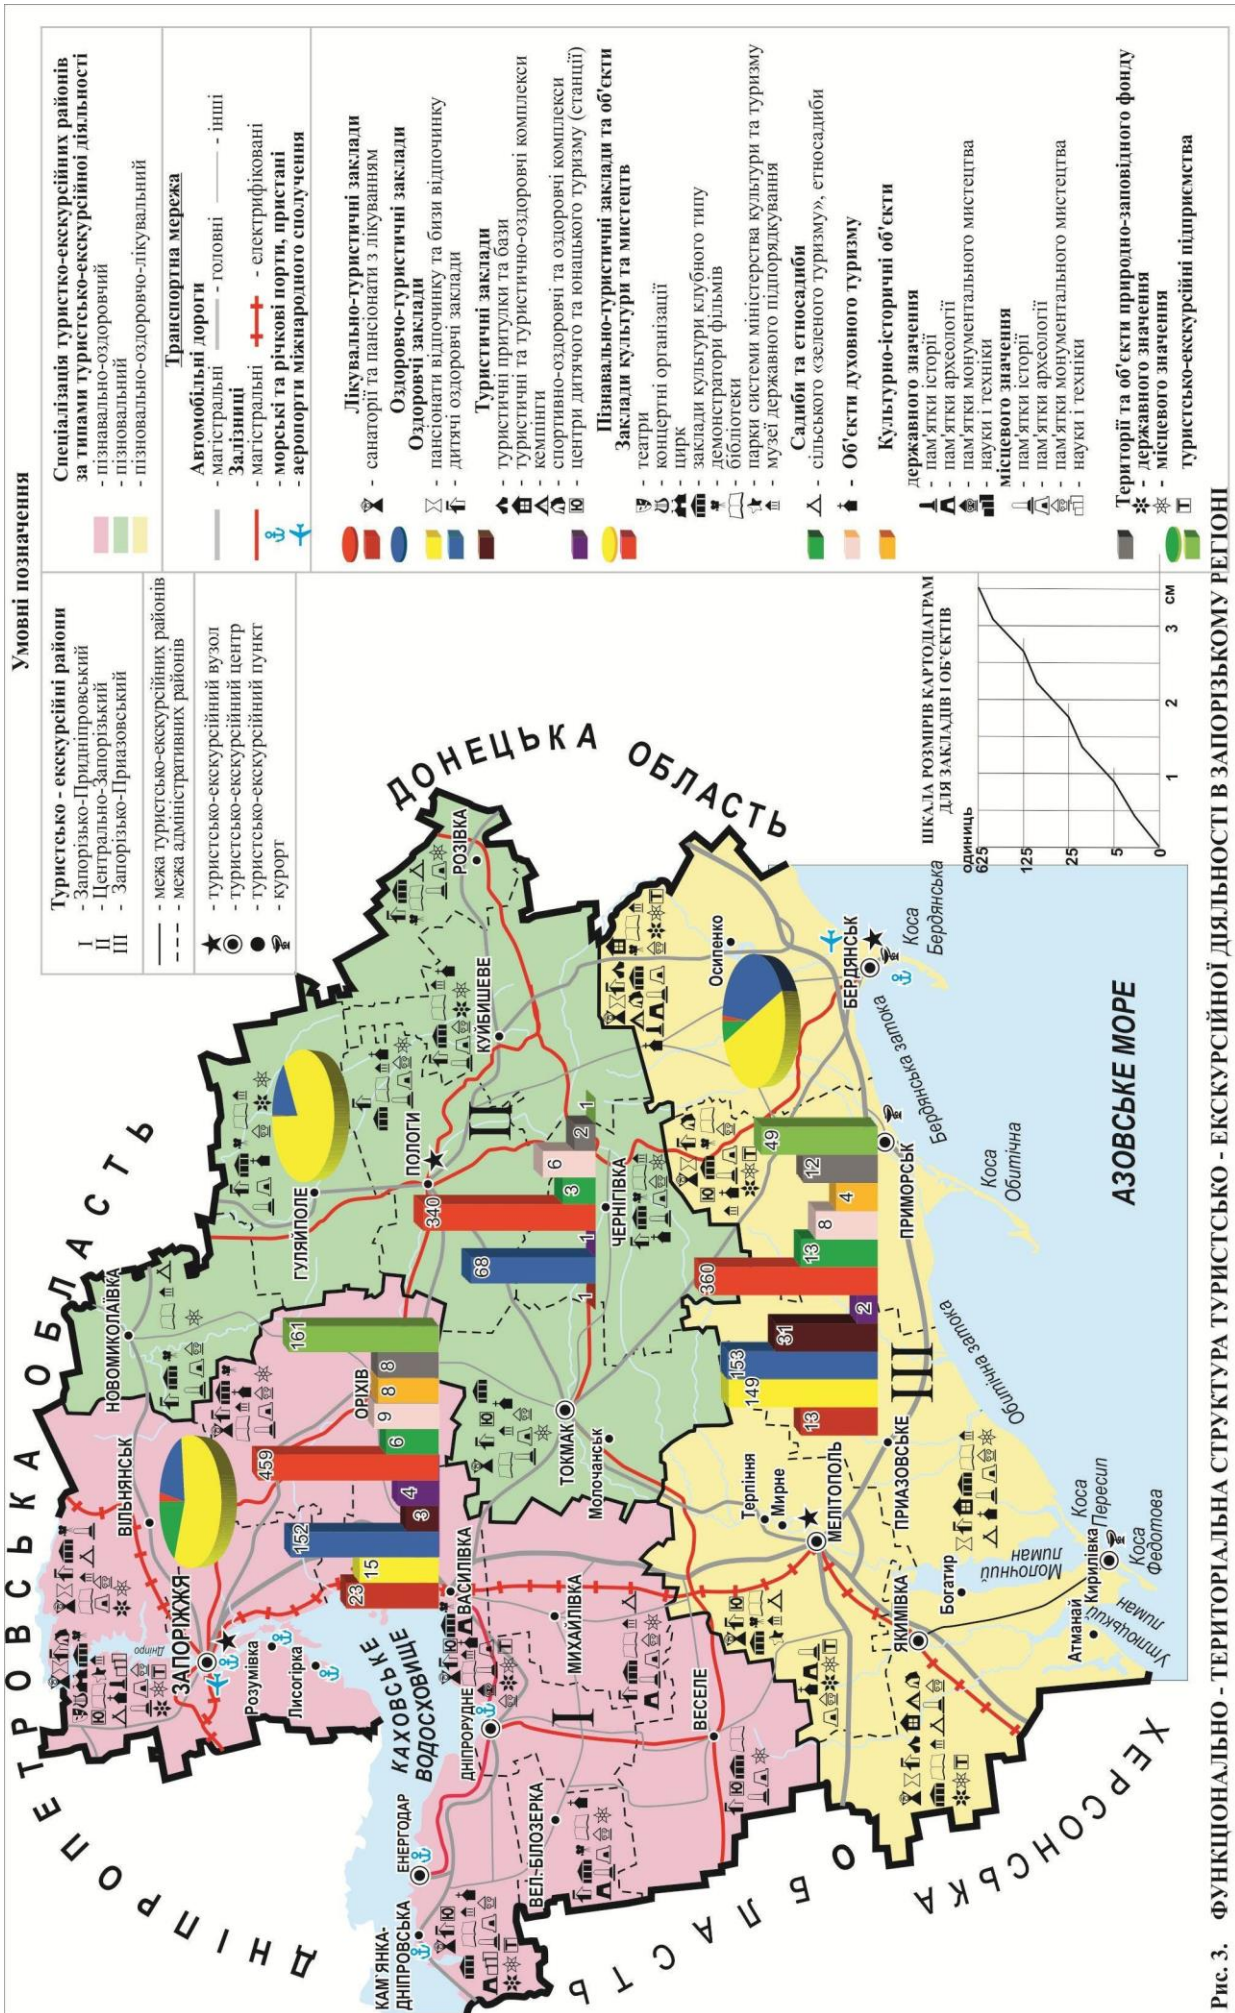 Умовні позначення
Туристсько - екскурсійні райони
I - Запорізько-Придніпровський
II - Центрально-Запорізький
III - Запорізько-Приазовський
- межа туристсько-екскурсійних районів
- межа адміністративних районів
- туристсько-екскурсійний вузол
- туристсько-екскурсійний центр
- туристсько-екскурсійний пункт
- курорт
Спеціалізація туристко-екскурсійних районів
за типами туристсько-екскурсійної діяльності
- пізнавально-оздоровчий
- пізновальний
- пізновально-оздоровчо-лікувальний
Транспортна мережа
Автомобільні дороги
- магістральні - головні - інші
Залізниці
- магістральні - електрифіковані
- морські та річкові порти, пристані
- аеропорти міжнародного сполучення
Лікувально-туристичні заклади
- санаторії та пансіонати з лікуванням
Оздоровчо-туристичні заклади
Оздоровчі заклади
- пансіонати відпочинку та бизи відпочинку
- дитячі оздоровчі заклади
Туристичні заклади
- туристичні притулки та бази
- туристичні та туристично-оздоровчі комплекси
- кемпінги
- спортивно-оздоровчі та оздоровчі комплекси
- центри дитячого та юнацького туризму (станції)
Пізнавально-туристичні заклади та об'єкти
Заклади культури та мистецтв
- театри
- концертні організації
- цирк
- заклади культури клубного типу
- демонстратори фільмів
- бібліотеки
- парки системи міністерства культури та туризму
- музеї державного підпорядкування
Садиби та етносадиби
- сільського «зеленого туризму», етносадиби
- Об'єкти духовного туризму
Культурно-історичні об'єкти
державного значення
- пам'ятки історії
- пам'ятки археології
- пам'ятки монументального мистецтва
- науки і техніки
місцевого значення
- пам'ятки історії
- пам'ятки археології
- пам'ятки монументального мистецтва
- науки і техніки
Території та об'єкти природно-заповідного фонду
- державного значення
- місцевого значення
туристсько-екскурсійні підприємства
ШКАЛА РОЗМІРІВ КАРТОДІАГРАМ
ДЛЯ ЗАКЛАДІВ І ОБ'ЄКТІВ
одиниць
625
125
25
5
0
1 2 3 см
ДНІПРОПЕТРОВСЬКА ОБЛАСТЬ
ДОНЕЦЬКА ОБЛАСТЬ
ХЕРСОНСЬКА ОБЛАСТЬ
АЗОВСЬКЕ МОРЕ
КАХОВСЬКЕ
ВОДОСХОВИЩЕ
Дніпро
ЗАПОРІЖЖЯ
ВІЛЬНЯНСЬК
НОВОМИКОЛАЇВКА
Розумівка
Лисогірка
ОРІХІВ
ГУЛЯЙПОЛЕ
ПОЛОГИ
КУЙБИШЕВЕ
РОЗІВКА
КАМ'ЯНКА-
ДНІПРОВСЬКА
ЕНЕРГОДАР
ДНІПРОРУДНЕ
ВАСИЛІВКА
МИХАЙЛІВКА
ВЕЛ. БІЛОЗЕРКА
ВЕСЕЛЕ
ТОКМАК
Молочанськ
ЧЕРНІГІВКА
Терпіння
Мирне
МЕЛІТОПОЛЬ
ПРИАЗОВСЬКЕ
ЯКИМІВКА
Богатир
Атманай
Кирилівка
ПРИМОРСЬК
Осипенко
БЕРДЯНСЬК
Коса
Бердянська
Бердянська затока
Коса
Обитічна
Обитічна затока
Коса
Пересип
Коса
Федотова
Молочний
лиман
Утлюцький
лиман
I
II
III
23
15
152
3
4
459
6
9
8
8
161
1
68
1
340
3
6
2
1
13
149
153
31
2
360
13
8
4
12
49
Рис. 3. ФУНКЦІОНАЛЬНО - ТЕРИТОРІАЛЬНА СТРУКТУРА ТУРИСТСЬКО - ЕКСКУРСІЙНОЇ ДІЯЛЬНОСТІ В ЗАПОРІЗЬКОМУ РЕГІОНІ